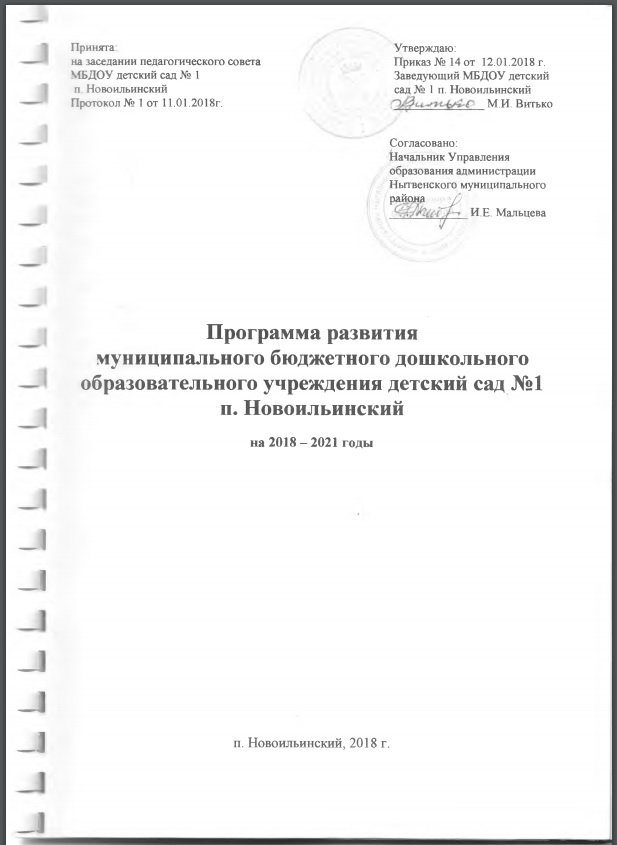 Принята:
на заседании педагогического совета
МБДОУ детский сад № 1
п. Новоильинский
Протокол № 1 от 11.01.2018г.
Утверждаю:
Приказ № 14 от 12.01.2018 г.
Заведующий МБДОУ детский
сад № 1 п. Новоильинский
М.И. Витько
Согласовано:
Начальник Управления
образования администрации
Нытвенского муниципального
района
И.Е. Мальцева
Программа развития
муниципального бюджетного дошкольного
образовательного учреждения детский сад №1
п. Новоильинский
на 2018 – 2021 годы
п. Новоильинский, 2018 г.